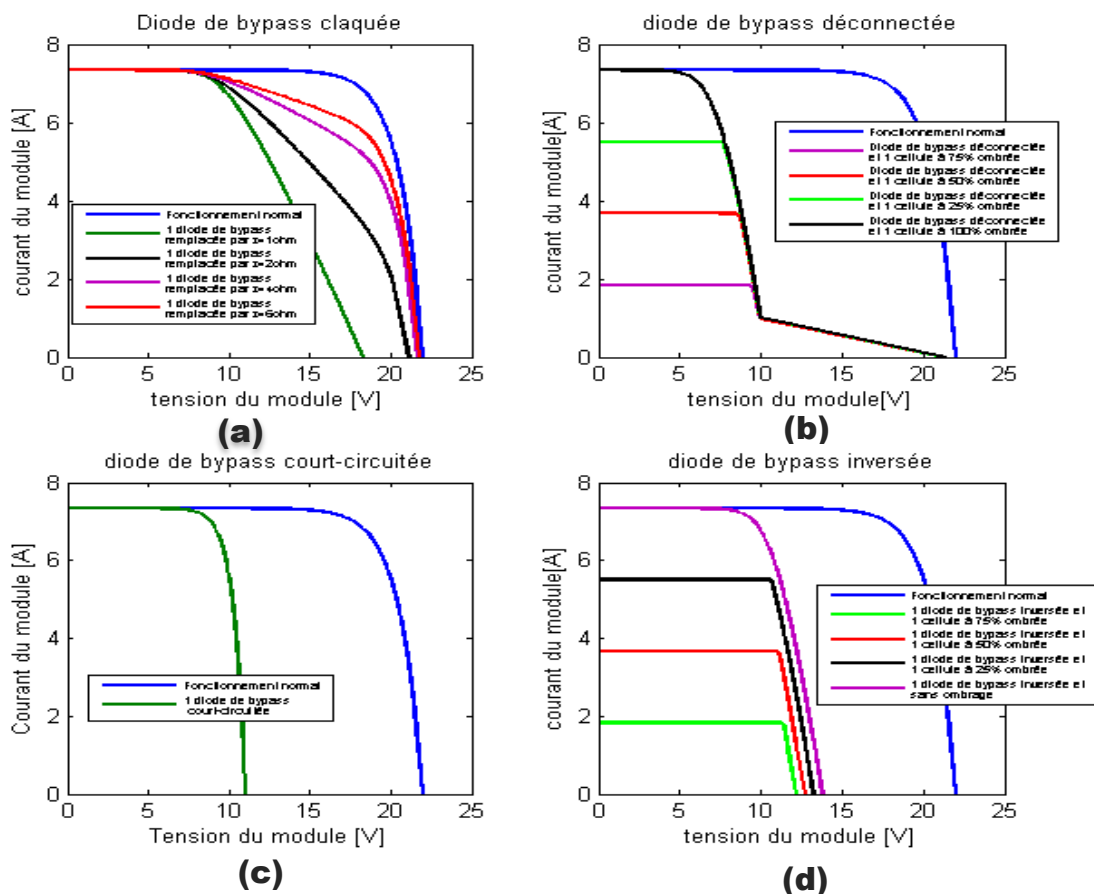 Diode de bypass claquée
courant du module [A]
8
6
4
2
0
Fonctionnement normal
1 diode de bypass
remplacée par z=1ohm
1 diode de bypass
remplacée par z=2ohm
1 diode de bypass
remplacée par z=4ohm
1 diode de bypass
remplacée par z=6ohm
0 5 10 15 20 25
tension du module [V]
(a)
diode de bypass déconnectée
courant du module[A]
8
6
4
2
0
Fonctionnement normal
Diode de bypass déconnectée
et 1 cellule à 75% ombrée
Diode de bypass déconnectée
et 1 cellule à 50% ombrée
Diode de bypass déconnectée
et 1 cellule à 25% ombrée
Diode de bypass déconnectée
et 1 cellule à 100% ombrée
0 5 10 15 20 25
tension du module[V]
(b)
diode de bypass court-circuitée
Courant du module [A]
8
6
4
2
0
Fonctionnement normal
1 diode de bypass
court-circuitée
0 5 10 15 20 25
Tension du module [V]
(c)
diode de bypass inversée
courant du module[A]
8
6
4
2
0
Fonctionnement normal
1 diode de bypass inversée et
1 cellule à 75% ombrée
1 diode de bypass inversée et
1 cellule à 50% ombrée
1 diode de bypass inversée et
1 cellule à 25% ombrée
1 diode de bypass inversée et
sans ombrage
0 5 10 15 20 25
tension du module [V]
(d)